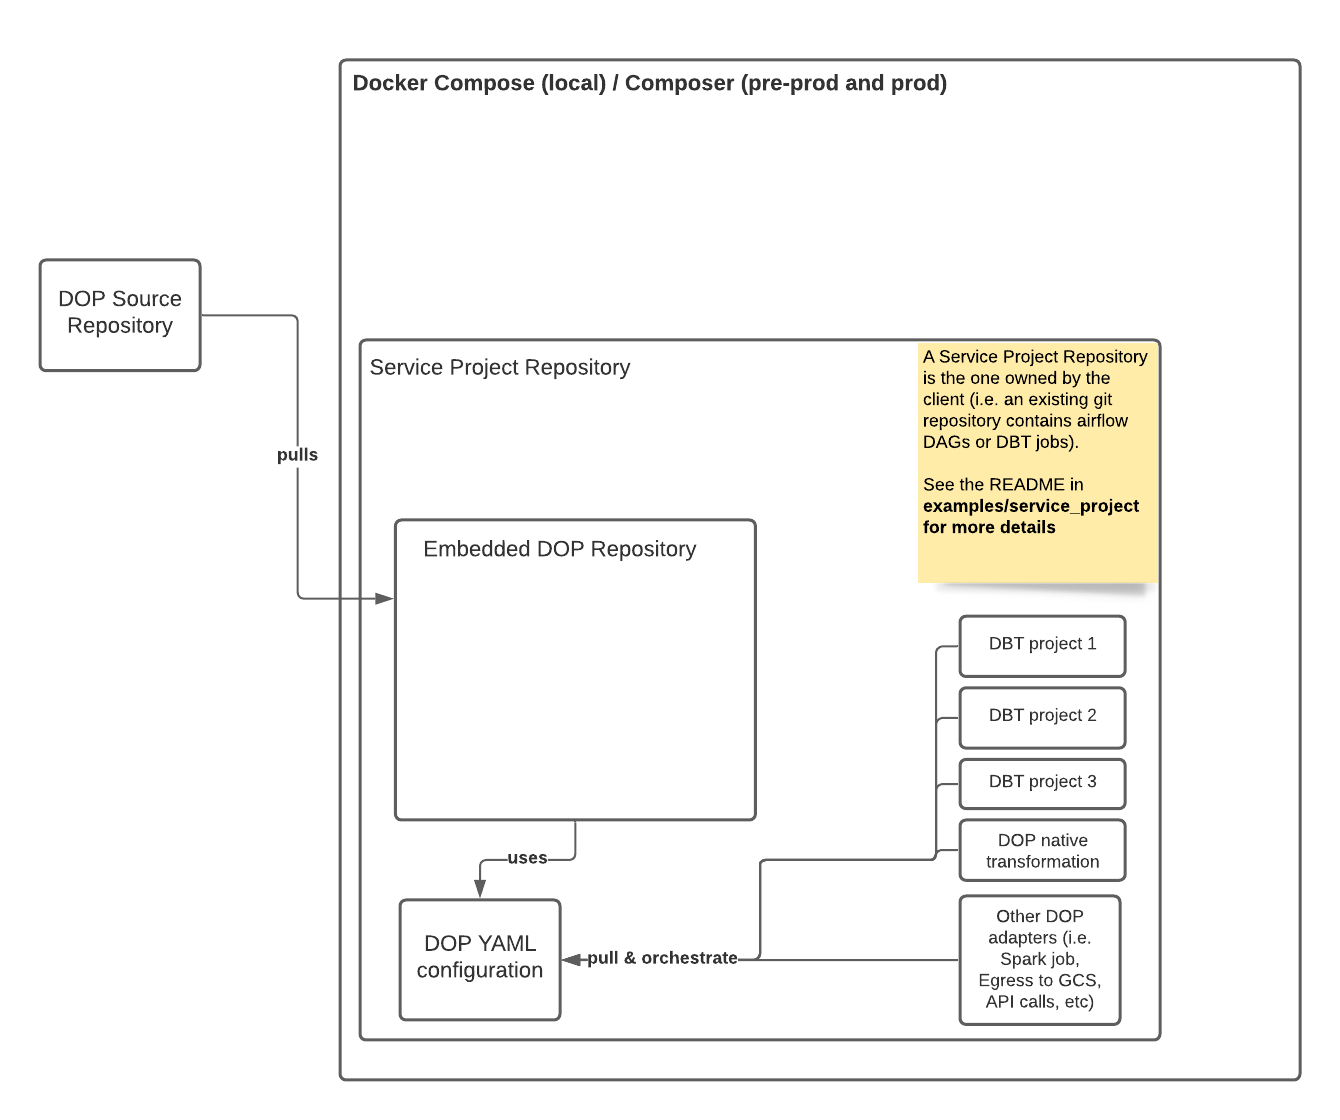 Docker Compose (local) / Composer (pre-prod and prod)
DOP Source
Repository
pulls
Service Project Repository
A Service Project Repository
is the one owned by the
client (i.e. an existing git
repository contains airflow
DAGs or DBT jobs).
See the README in
examples/service_project
for more details
Embedded DOP Repository
uses
DOP YAML
configuration
pull & orchestrate
DBT project 1
DBT project 2
DBT project 3
DOP native
transformation
Other DOP
adapters (i.e.
Spark job,
Egress to GCS,
API calls, etc)